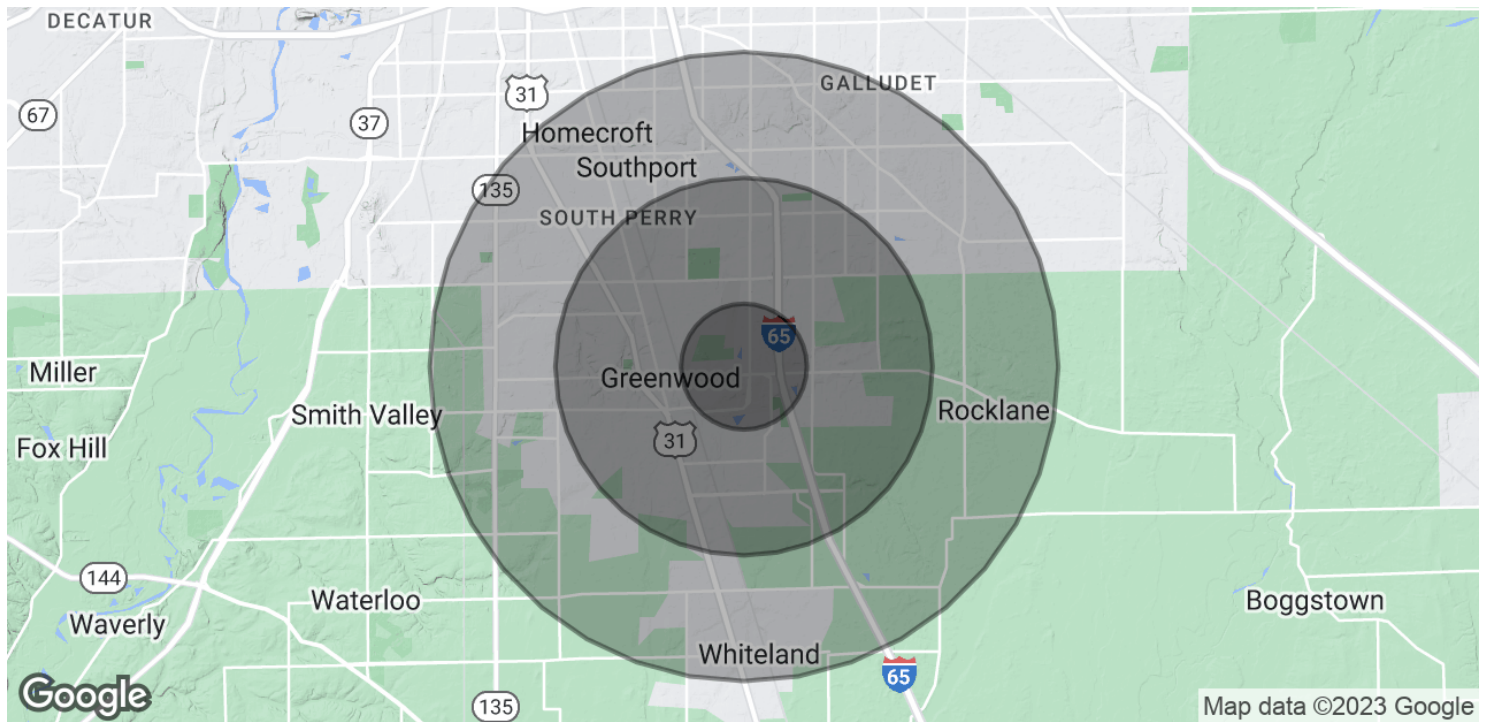 DECATUR
GALLUDET
31
67
37
Homecroft
Southport
135
SOUTH PERRY
65
Miller
Greenwood
Smith Valley
Rocklane
31
Fox Hill
144
Waterloo
Boggstown
Waverly
Whiteland
65
Google
135
Map data ©2023 Google